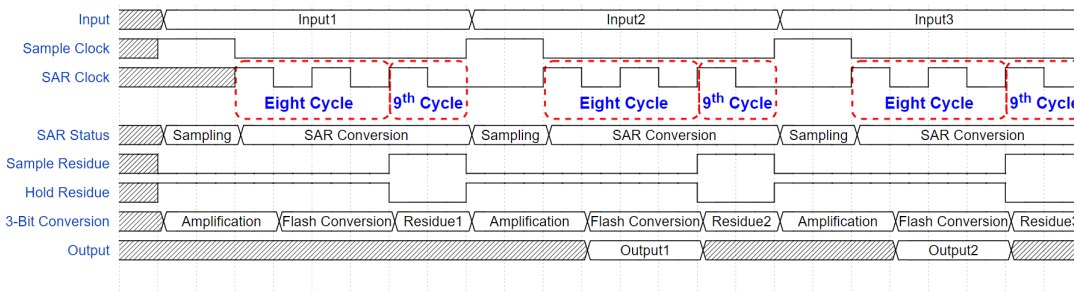 Input Input1 Input2 Input3
Sample Clock
SAR Clock
Eight Cycle 9th Cycle Eight Cycle 9th Cycle Eight Cycle 9th Cycle
SAR Status Sampling SAR Conversion Sampling SAR Conversion Sampling SAR Conversion
Sample Residue
Hold Residue
3-Bit Conversion Amplification Flash Conversion Residue1 Amplification Flash Conversion Residue2 Amplification Flash Conversion Residue3
Output Output1 Output2